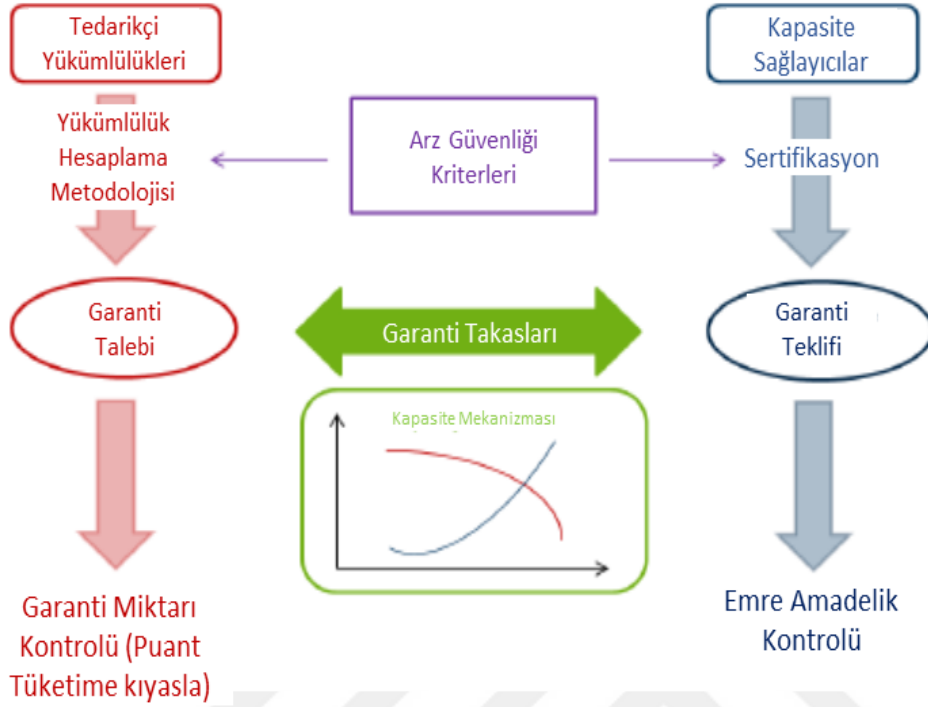 Tedarikçi
Yükümlülükleri
Yükümlülük
Hesaplama
Metodolojisi
Arz Güvenliği
Kriterleri
Kapasite
Sağlayıcılar
Sertifikasyon
Garanti
Talebi
Garanti Takasları
Garanti
Teklifi
Kapasite Mekanizması
Garanti Miktarı
Kontrolü (Puant
Tüketime kıyasla)
Emre Amadelik
Kontrolü